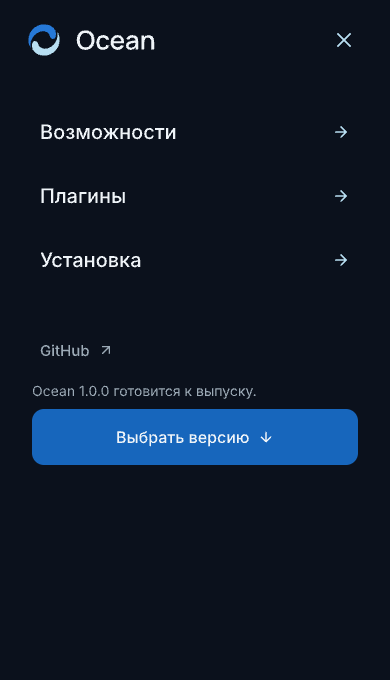 Ocean
Возможности
Плагины
Установка
GitHub
Ocean 1.0.0 готовится к выпуску.
Выбрать версию